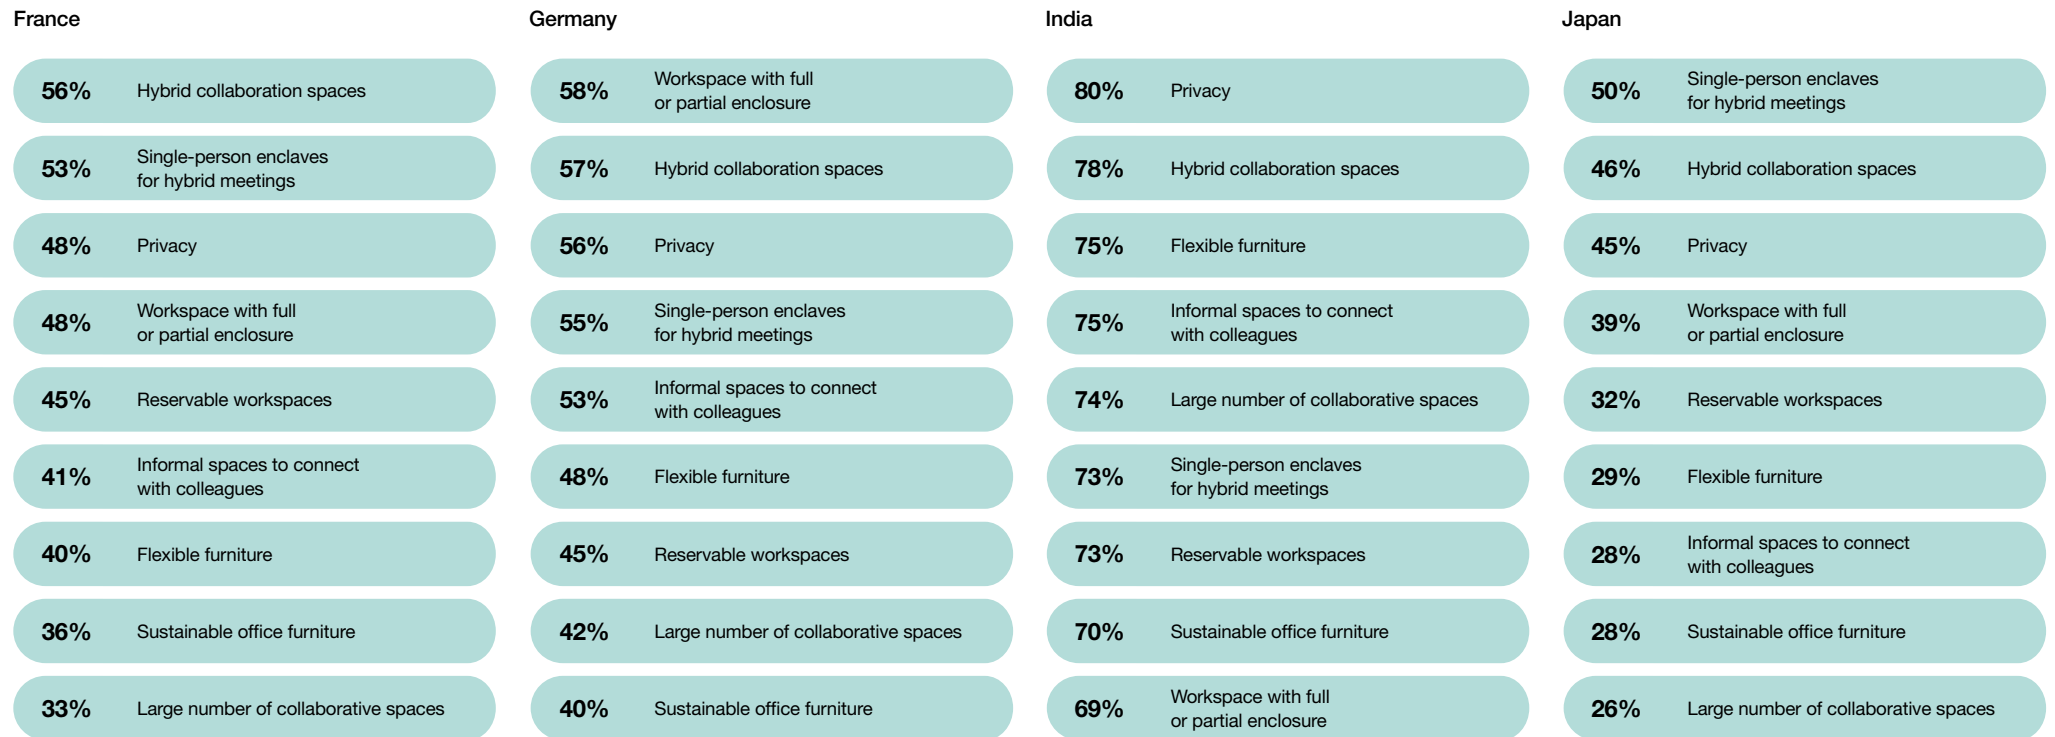 France
56% Hybrid collaboration spaces
53% Single-person enclaves
for hybrid meetings
48% Privacy
48% Workspace with full
or partial enclosure
45% Reservable workspaces
41% Informal spaces to connect
with colleagues
40% Flexible furniture
36% Sustainable office furniture
33% Large number of collaborative spaces
Germany
58% Workspace with full
or partial enclosure
57% Hybrid collaboration spaces
56% Privacy
55% Single-person enclaves
for hybrid meetings
53% Informal spaces to connect
with colleagues
48% Flexible furniture
45% Reservable workspaces
42% Large number of collaborative spaces
40% Sustainable office furniture
India
80% Privacy
78% Hybrid collaboration spaces
75% Flexible furniture
75% Informal spaces to connect
with colleagues
74% Large number of collaborative spaces
73% Single-person enclaves
for hybrid meetings
73% Reservable workspaces
70% Sustainable office furniture
69% Workspace with full
or partial enclosure
Japan
50% Single-person enclaves
for hybrid meetings
46% Hybrid collaboration spaces
45% Privacy
39% Workspace with full
or partial enclosure
32% Reservable workspaces
29% Flexible furniture
28% Informal spaces to connect
with colleagues
28% Sustainable office furniture
26% Large number of collaborative spaces